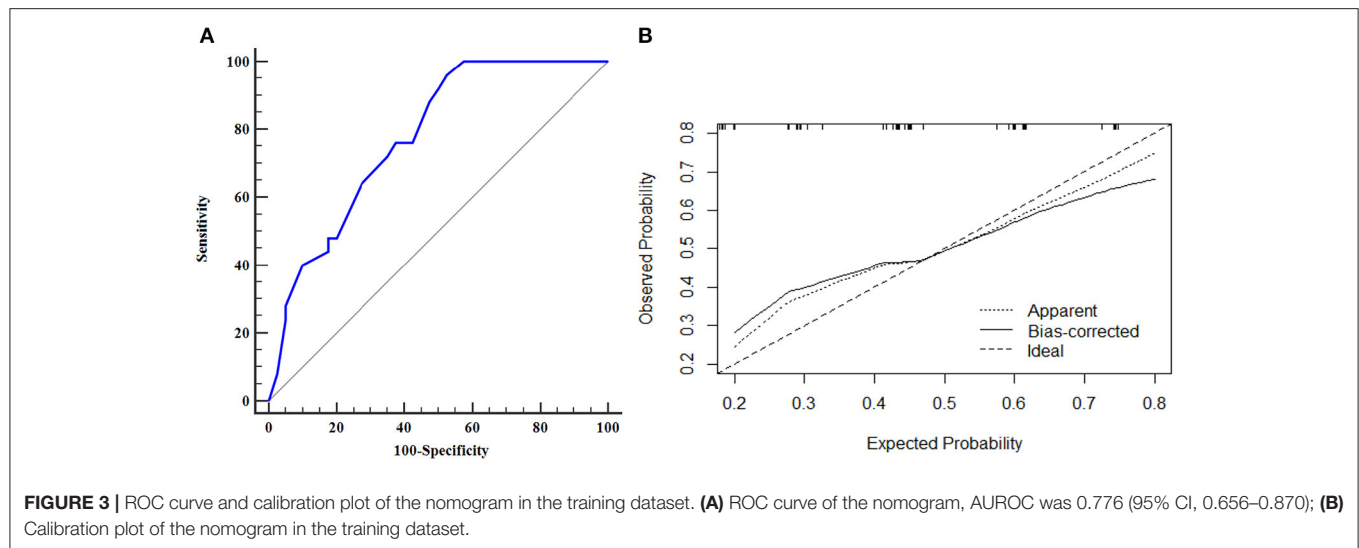 A
B
100
80
60
40
20
0
Sensitivity
0 20 40 60 80 100
100-Specificity
0.8
0.7
0.6
0.5
0.4
0.3
0.2
Observed Probability
Apparent
Bias-corrected
Ideal
0.2 0.3 0.4 0.5 0.6 0.7 0.8
Expected Probability
FIGURE 3 | ROC curve and calibration plot of the nomogram in the training dataset. (A) ROC curve of the nomogram, AUROC was 0.776 (95% CI, 0.656–0.870); (B)
Calibration plot of the nomogram in the training dataset.